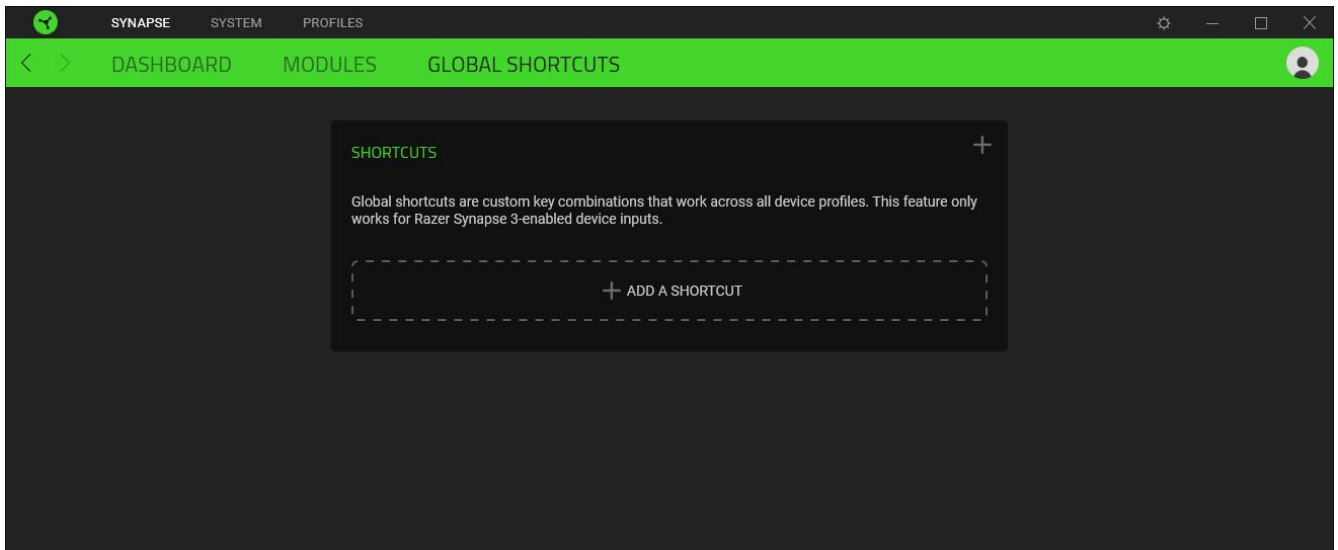 SYNAPSE SYSTEM PROFILES
DASHBOARD MODULES GLOBAL SHORTCUTS
SHORTCUTS
Global shortcuts are custom key combinations that work across all device profiles. This feature only
works for Razer Synapse 3-enabled device inputs.
ADD A SHORTCUT